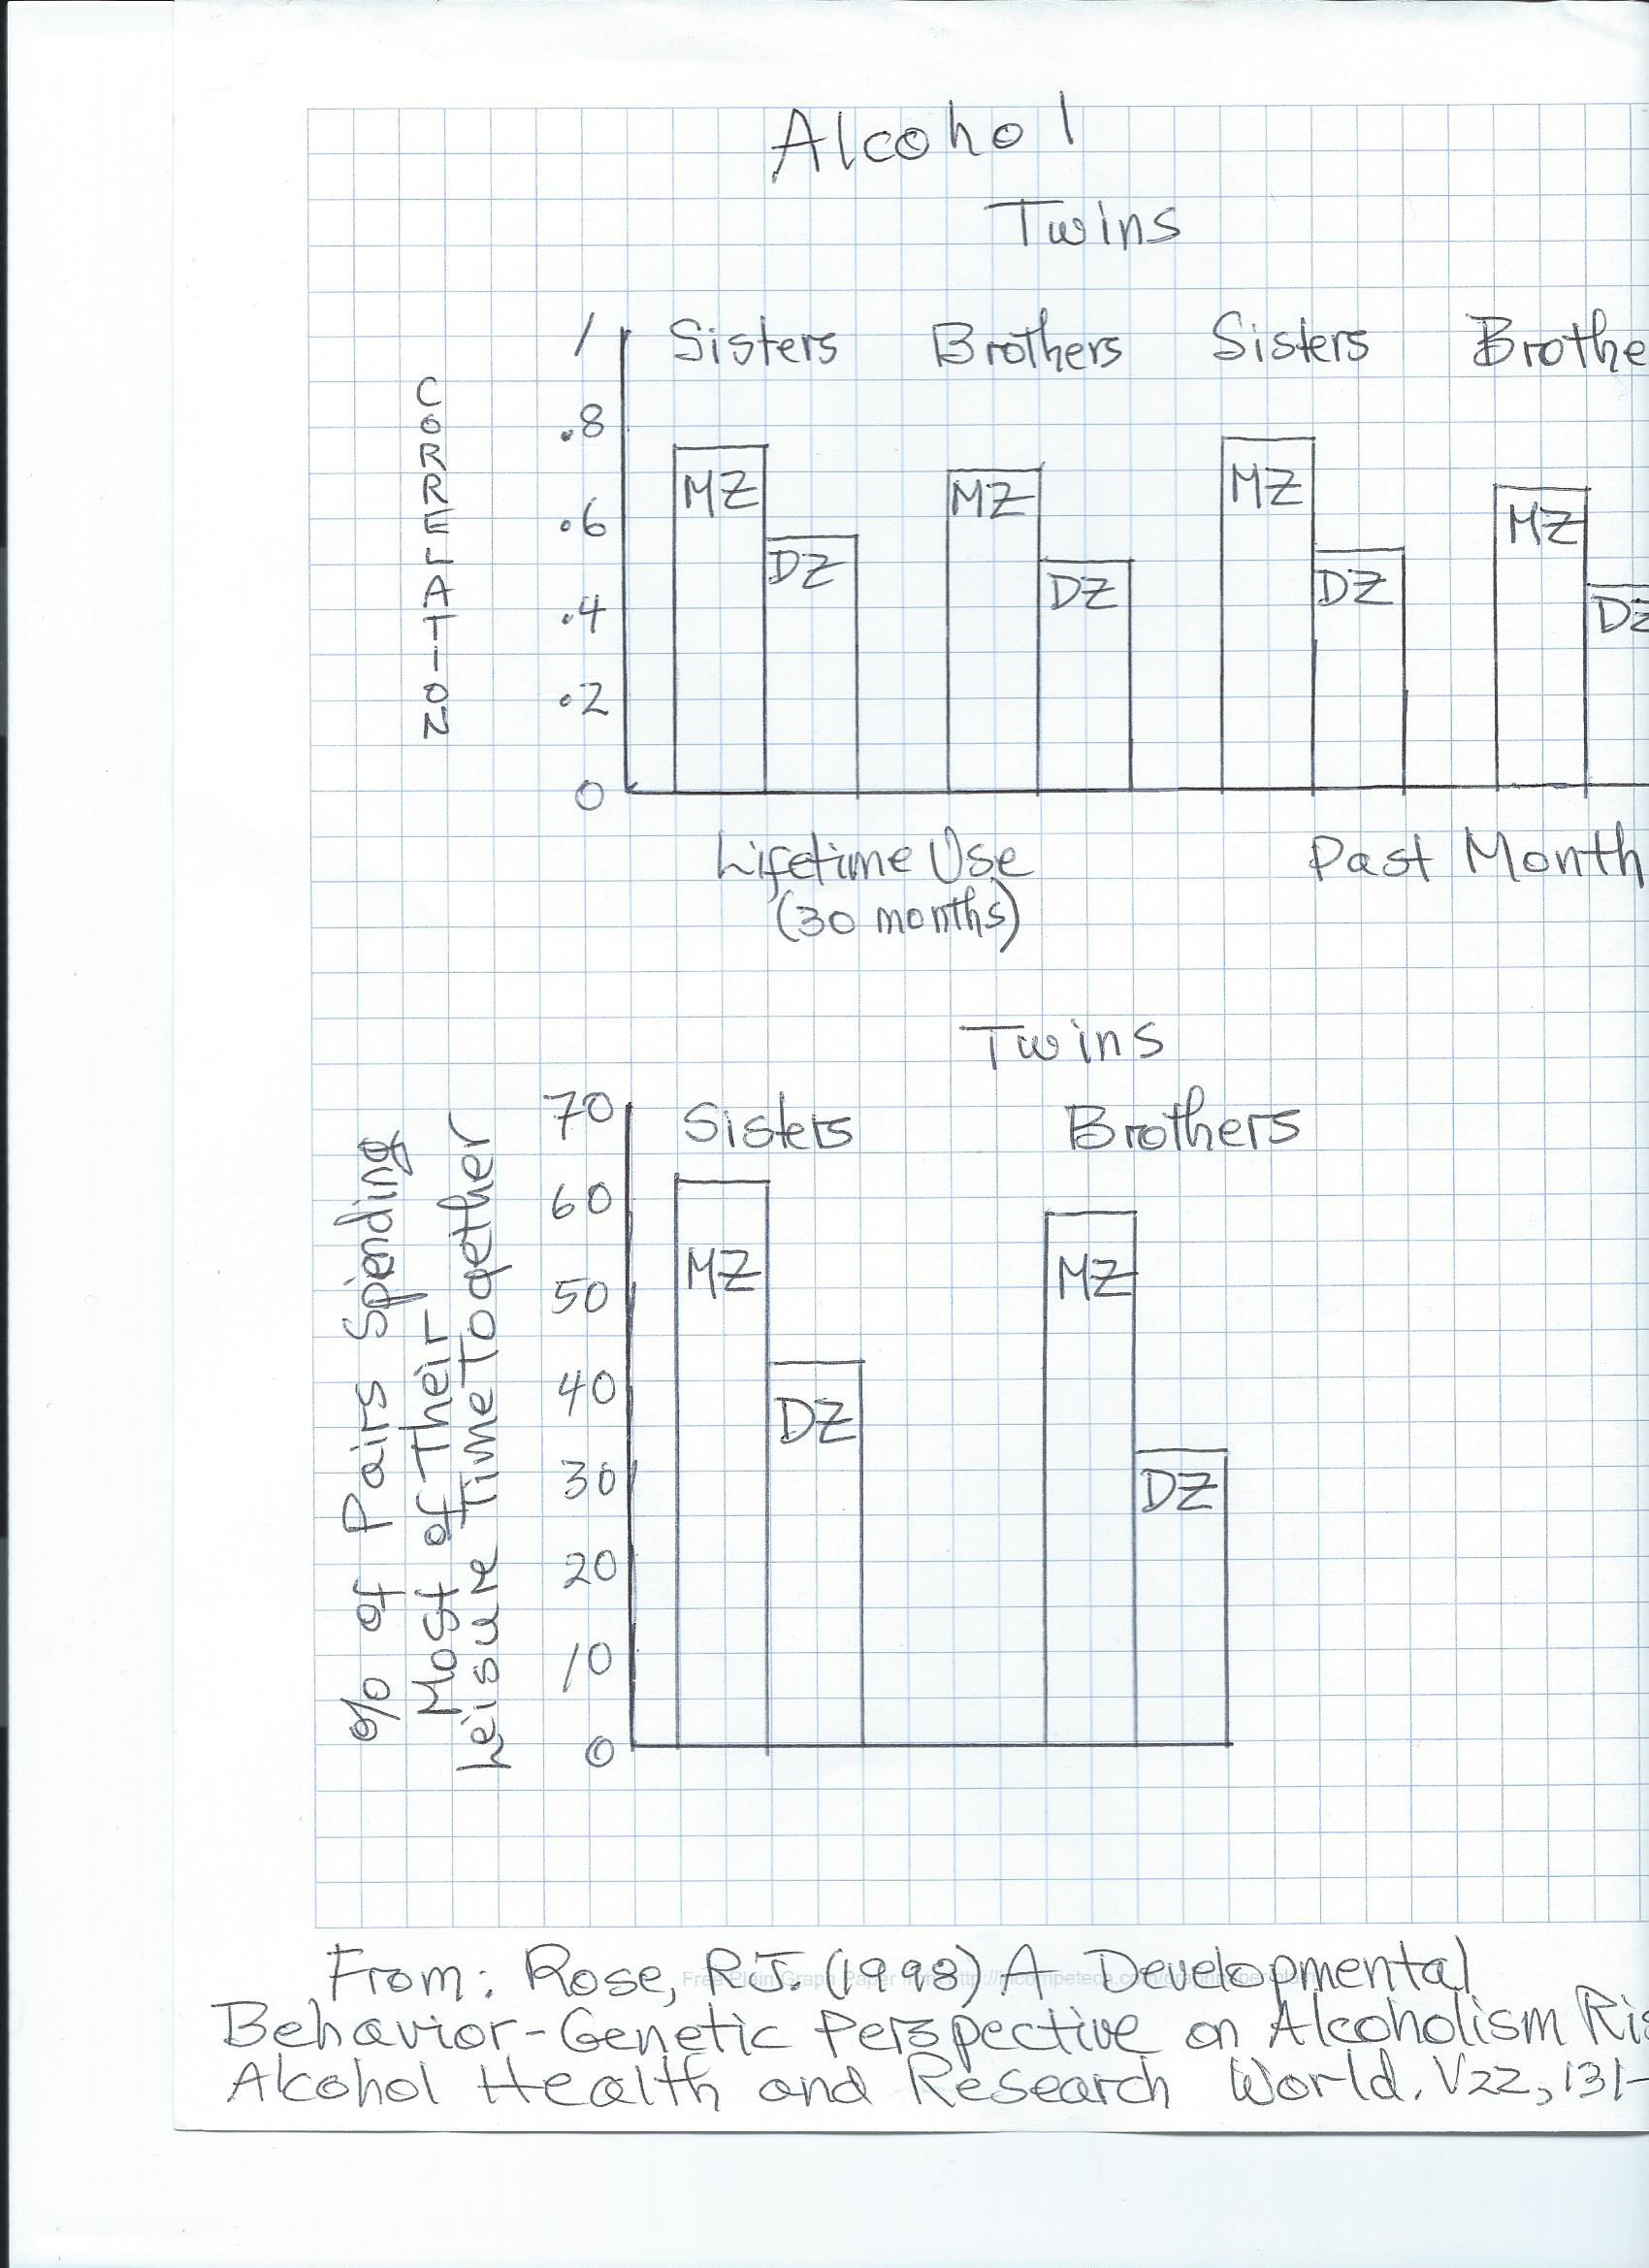 Alcohol
Twins
Sisters Brothers Sisters Brothe
CORRELATION
1
.8
.6
.4
.2
0
MZ DZ MZ DZ MZ DZ MZ DZ
Lifetime Use Past Month
(30 months)
Twins
Sisters Brothers
% of Pairs Spending
Most of Their
Leisure Time Together
70
60
50
40
30
20
10
0
MZ DZ MZ DZ
From: Rose, R.J. (1998) A Developmental
Behavior-Genetic Perspective on Alcoholism Ris
Alcohol Health and Research World. V22, 131-